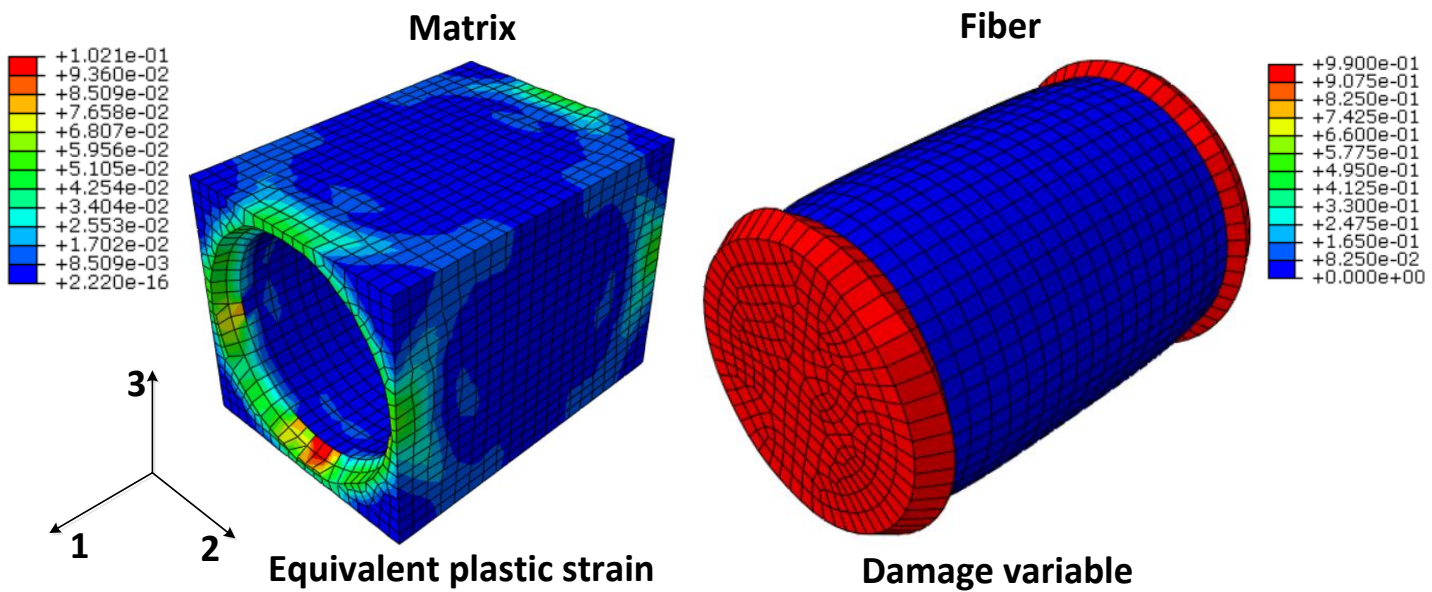 Matrix
Fiber
+1.021e-01
+9.360e-02
+8.509e-02
+7.658e-02
+6.807e-02
+5.956e-02
+5.105e-02
+4.254e-02
+3.404e-02
+2.553e-02
+1.702e-02
+8.509e-03
+2.220e-16
+9.900e-01
+9.075e-01
+8.250e-01
+7.425e-01
+6.600e-01
+5.775e-01
+4.950e-01
+4.125e-01
+3.300e-01
+2.475e-01
+1.650e-01
+8.250e-02
+0.000e+00
3
1
2
Equivalent plastic strain
Damage variable